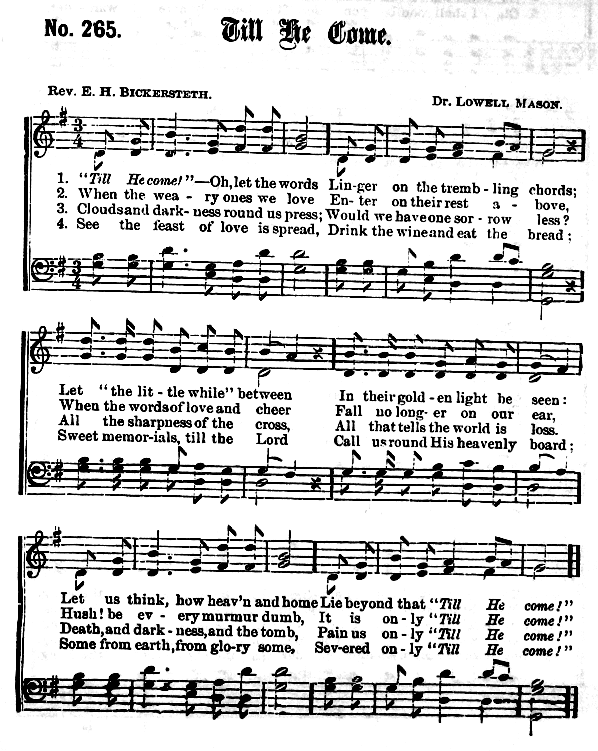 No. 265.
Till He Come.
Rev. E. H. BICKERSTETH.
Dr. LOWELL MASON.
1. "Till He come!"—Oh, let the words Lin-ger on the trem-bling chords;
2. When the wea-ry ones we love En-ter on their rest a-bove,
3. Clouds and dark-ness round us press; Would we have one sor-row less?
4. See the feast of love is spread, Drink the wine and eat the bread;
Let "the lit-tle while" between In their gold-en light be seen:
When the words of love and cheer Fall no long-er on our ear,
All the sharpness of the cross, All that tells the world is loss.
Sweet memor-ials, till the Lord Call us round His heavenly board;
Let us think, how heav'n and home Lie beyond that "Till He come!"
Hush! be ev-ery murmur dumb, It is on-ly "Till He come!"
Death, and dark-ness, and the tomb, Pain us on-ly "Till He come!"
Some from earth, from glo-ry some, Sev-ered on-ly "Till He come!"